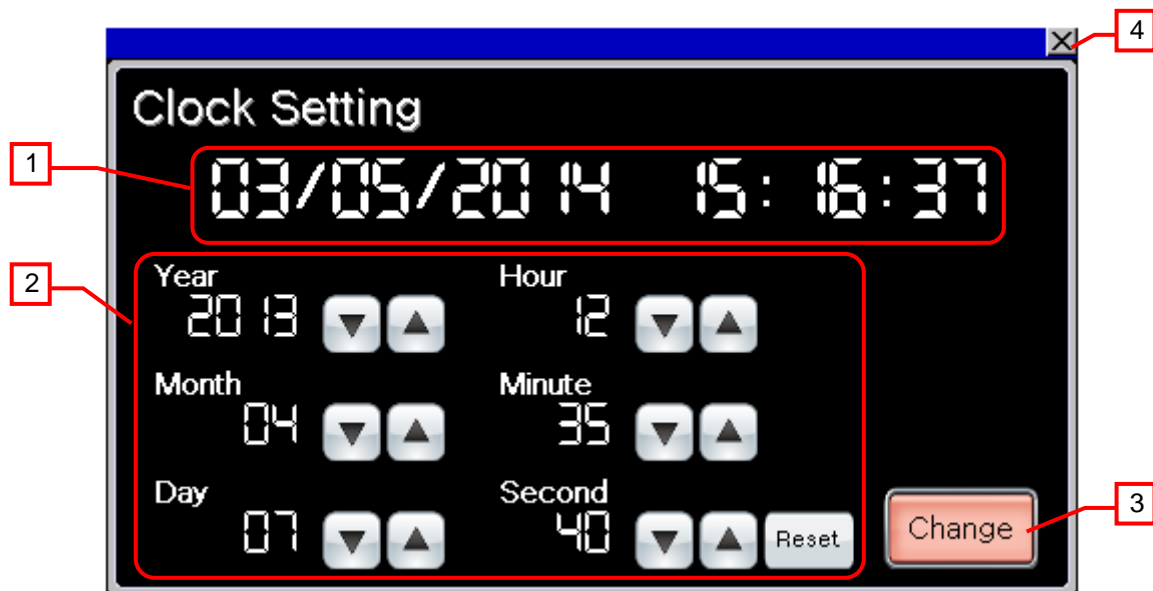 4
Clock Setting
1
03/05/2014 15:16:37
2
Year Hour
2013 ▼ ▲ 12 ▼ ▲
Month Minute
04 ▼ ▲ 35 ▼ ▲
Day Second
07 ▼ ▲ 40 ▼ ▲ Reset
Change
3